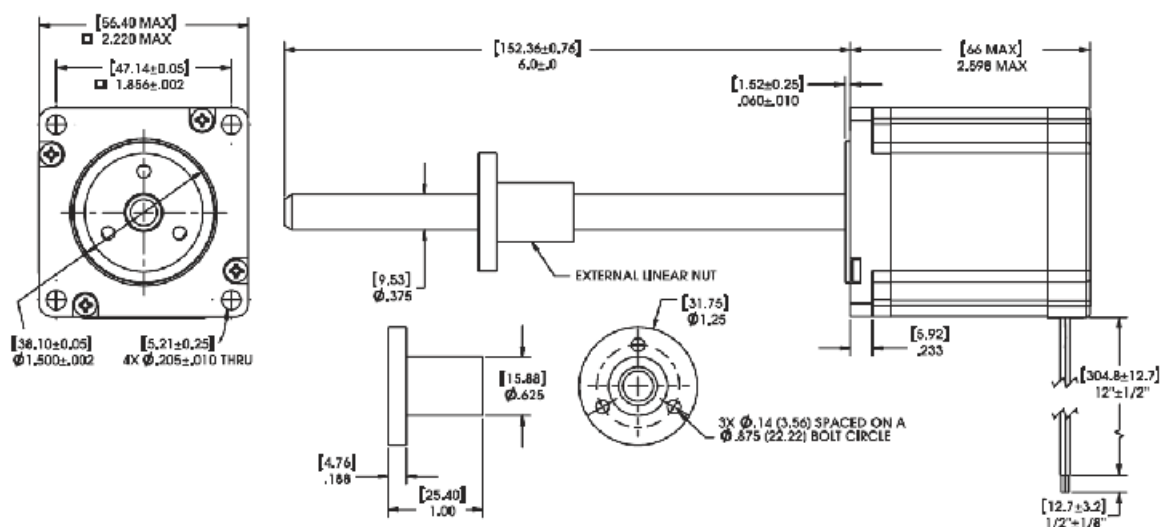 [56.40 MAX]
□ 2.220 MAX
[47.14±0.05]
□ 1.856±.002
[152.36±0.76]
6.0±.0
[66 MAX]
2.598 MAX
[1.52±0.25]
.060±.010
[9.53]
Ø.375
EXTERNAL LINEAR NUT
[38.10±0.05]
Ø1.500±.002
[5.21±0.25]
4X Ø.205±.010 THRU
[31.75]
Ø1.25
[5.92]
.233
[15.88]
Ø.625
[304.8±12.7]
12"±1/2"
3X Ø.14 (3.56) SPACED ON A
Ø.875 (22.22) BOLT CIRCLE
[4.76]
.188
[25.40]
1.00
[12.7±3.2]
1/2"±1/8"